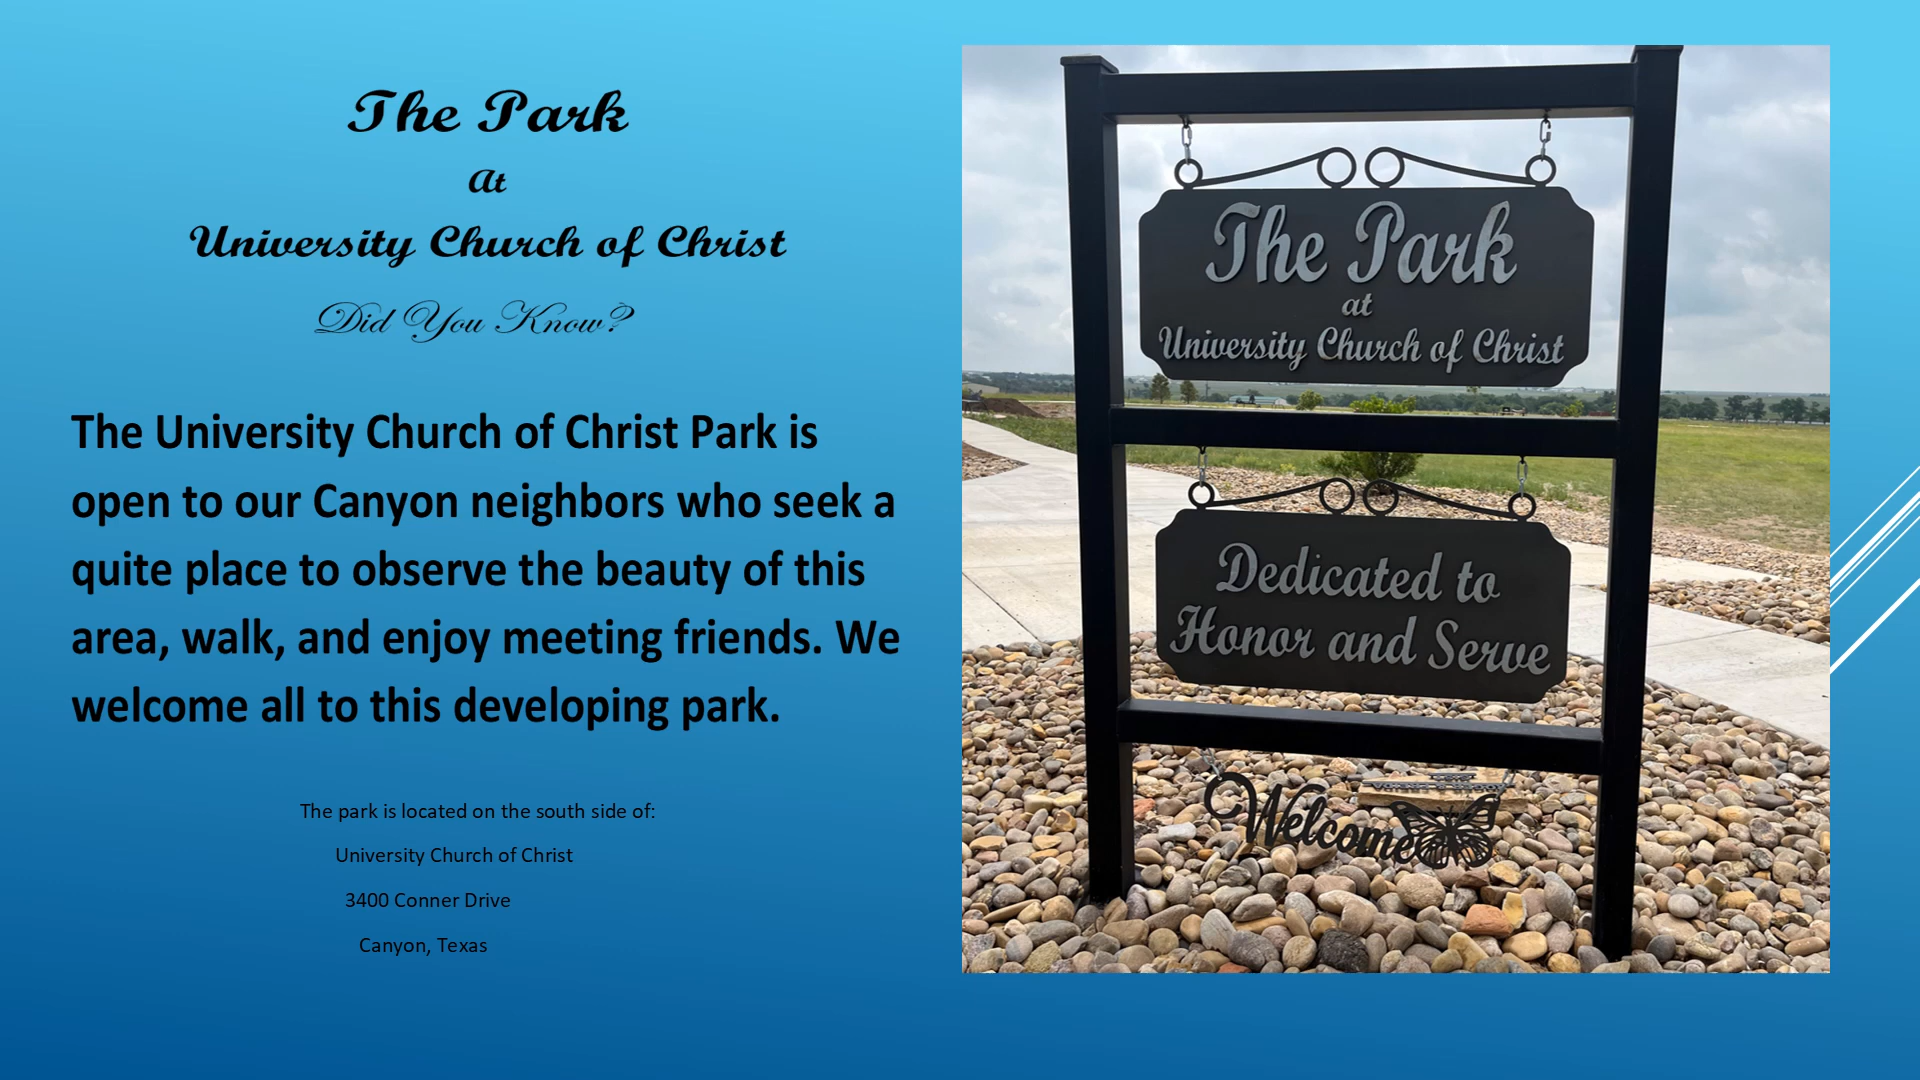 The Park
At
University Church of Christ
Did You Know?
The University Church of Christ Park is
open to our Canyon neighbors who seek a
quite place to observe the beauty of this
area, walk, and enjoy meeting friends. We
welcome all to this developing park.
The park is located on the south side of:
University Church of Christ
3400 Conner Drive
Canyon, Texas
The Park
at
University Church of Christ
Dedicated to
Honor and Serve
Welcome